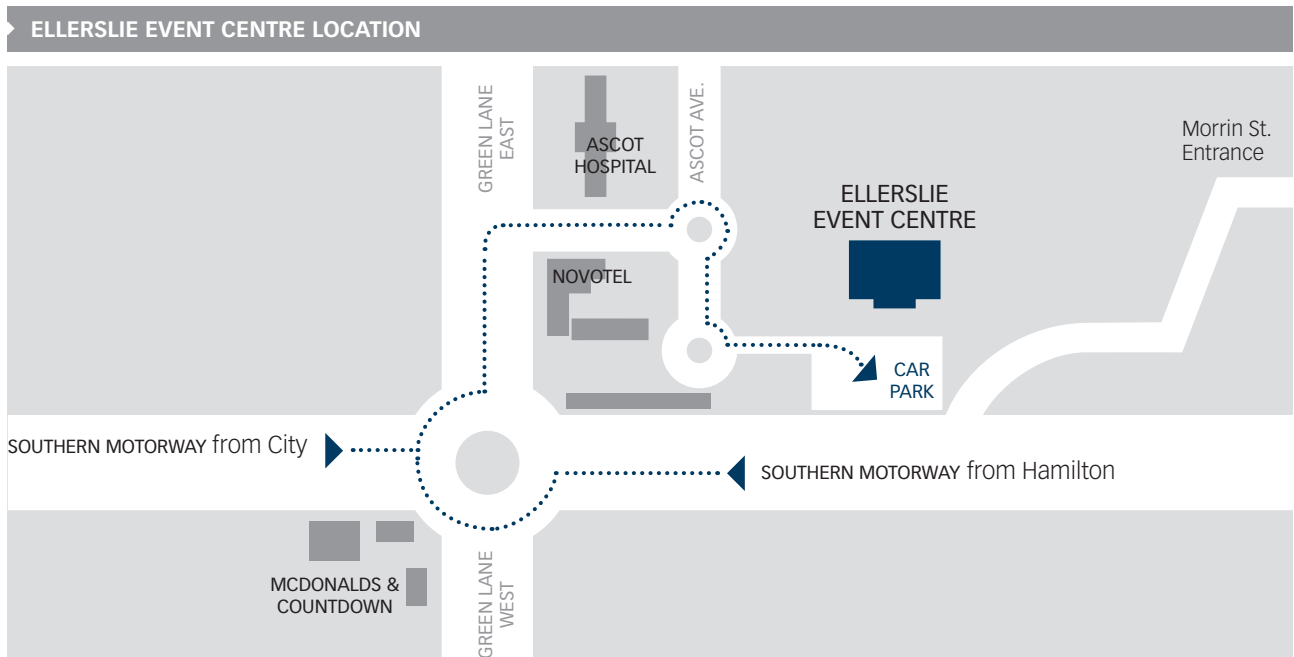 ELLERSLIE EVENT CENTRE LOCATION
GREEN LANE
EAST
ASCOT
HOSPITAL
ASCOT AVE.
Morrin St.
Entrance
ELLERSLIE
EVENT CENTRE
NOVOTEL
CAR
PARK
SOUTHERN MOTORWAY from City
SOUTHERN MOTORWAY from Hamilton
MCDONALDS &
COUNTDOWN
GREEN LANE
WEST